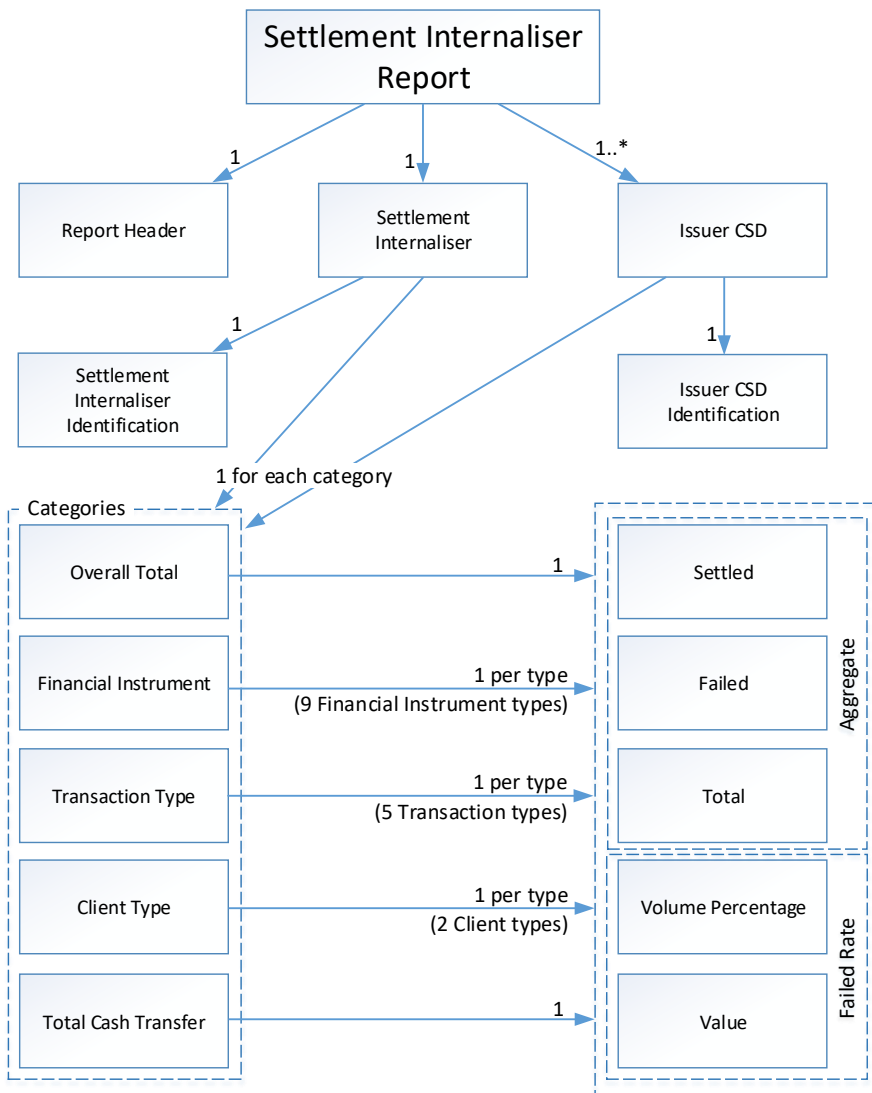 Settlement Internaliser
Report
1
1
1..*
Report Header
Settlement
Internaliser
Issuer CSD
1
1
Settlement
Internaliser
Identification
Issuer CSD
Identification
1 for each category
Categories
Overall Total
1
Settled
Financial Instrument
1 per type
(9 Financial Instrument types)
Failed
Aggregate
Transaction Type
1 per type
(5 Transaction types)
Total
Client Type
1 per type
(2 Client types)
Volume Percentage
Failed Rate
Total Cash Transfer
1
Value